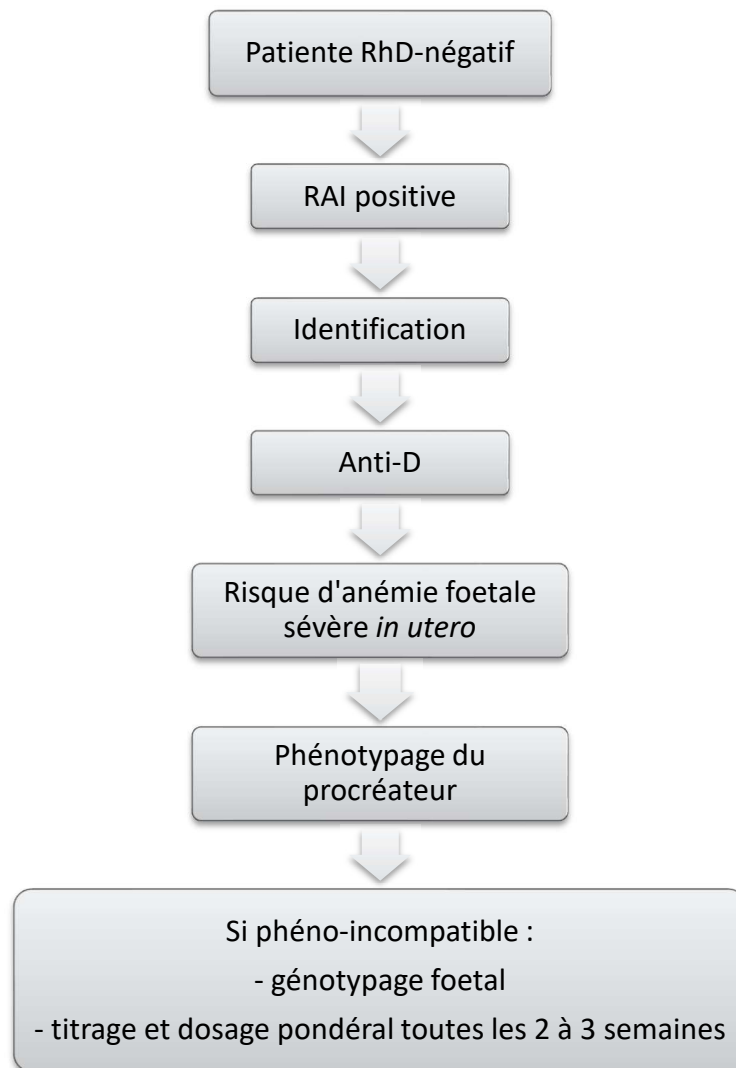 Patiente RhD-négatif
RAI positive
Identification
Anti-D
Risque d'anémie foetale
sévère in utero
Phénotypage du
procréateur
Si phéno-incompatible :
- génotypage foetal
- titrage et dosage pondéral toutes les 2 à 3 semaines